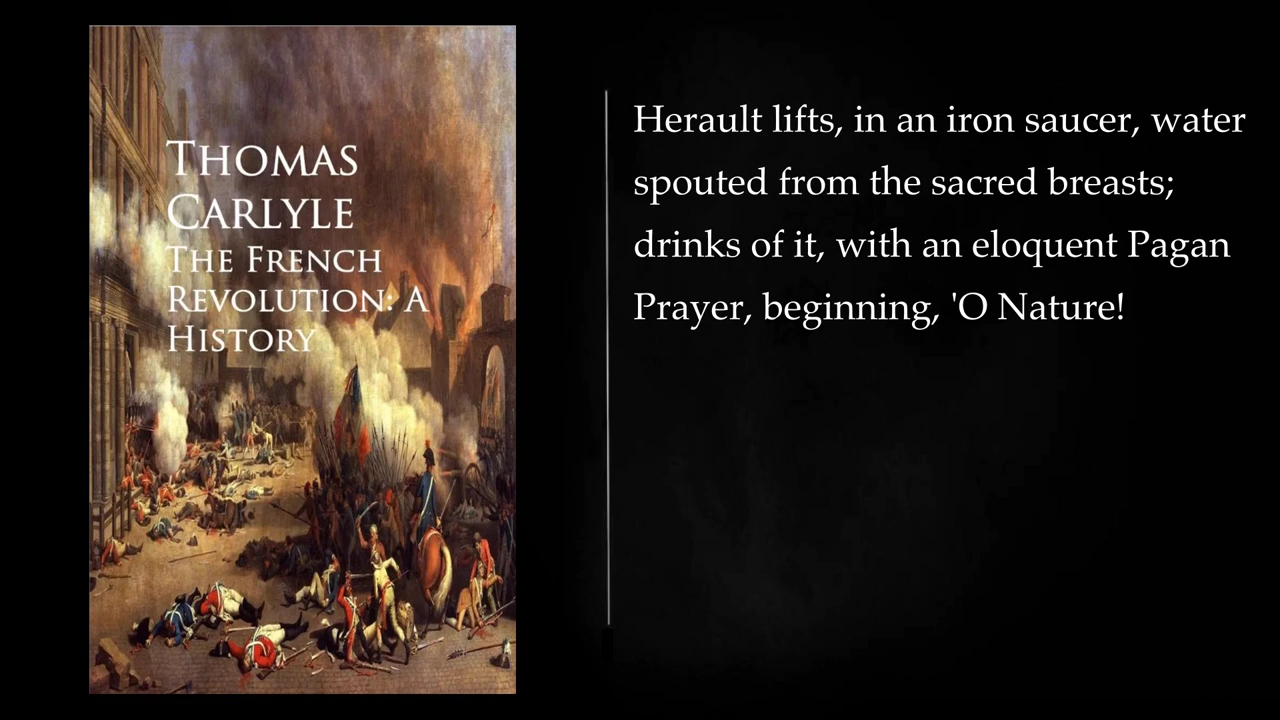 THOMAS
CARLYLE
THE FRENCH
REVOLUTION: A
HISTORY
Herault lifts, in an iron saucer, water
spouted from the sacred breasts;
drinks of it, with an eloquent Pagan
Prayer, beginning, 'O Nature!